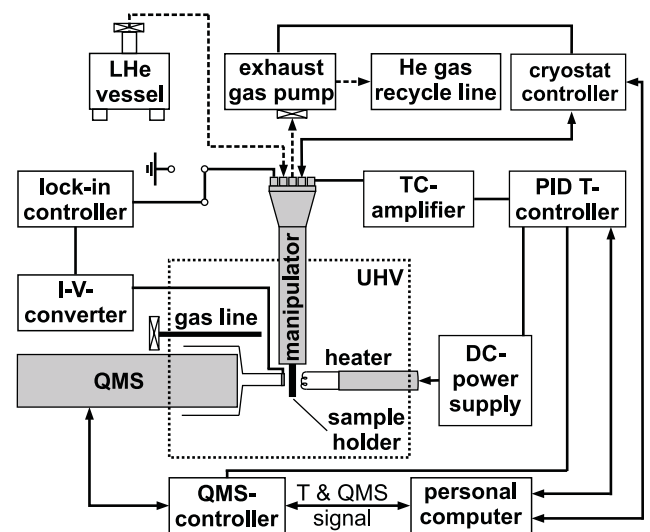 LHe
vessel
exhaust
gas pump
He gas
recycle line
cryostat
controller
lock-in
controller
TC-
amplifier
PID T-
controller
I-V-
converter
manipulator
UHV
gas line
QMS
heater
DC-
power
supply
sample
holder
QMS-
controller
T & QMS
signal
personal
computer